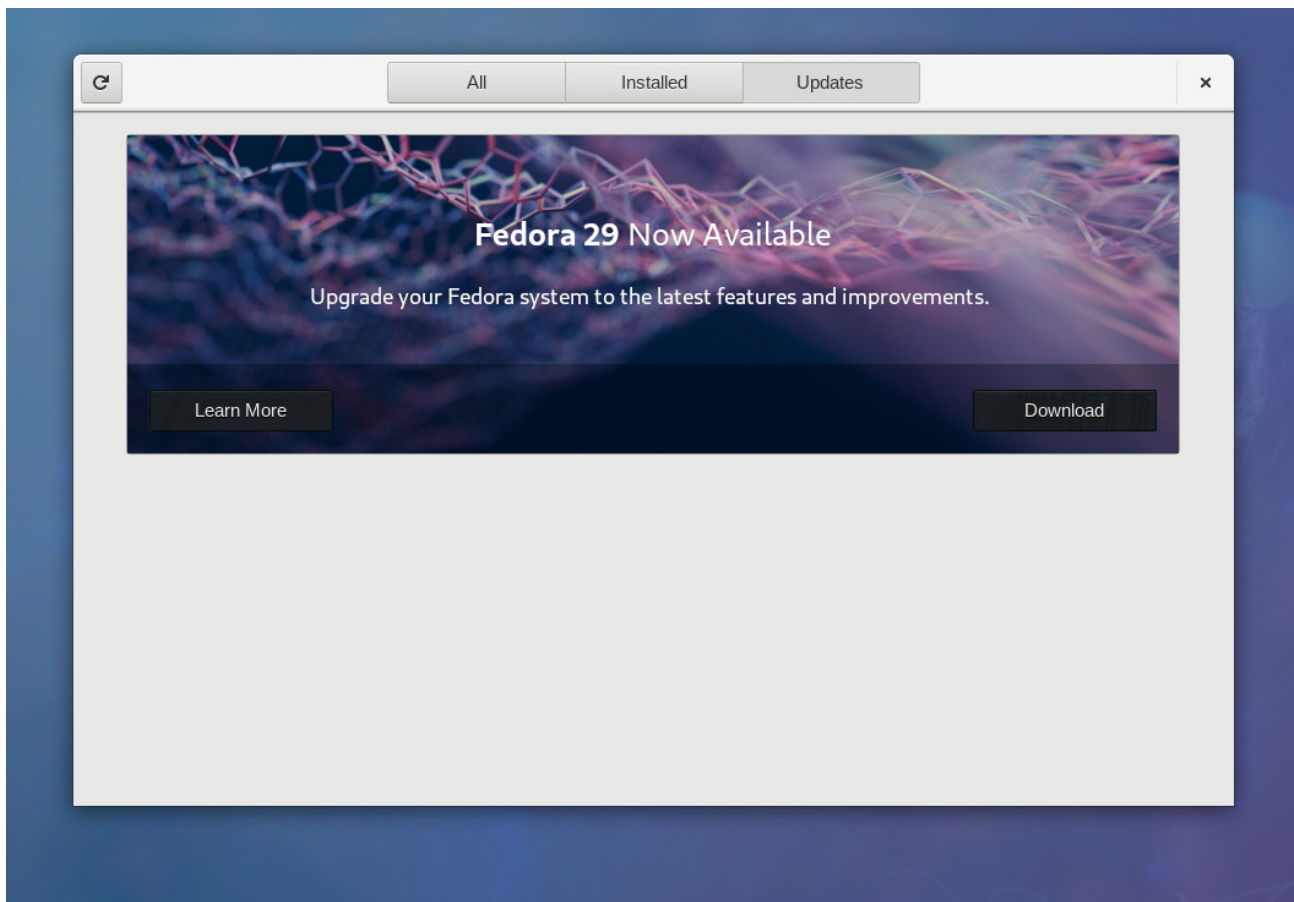 All Installed Updates
Fedora 29 Now Available
Upgrade your Fedora system to the latest features and improvements.
Learn More Download